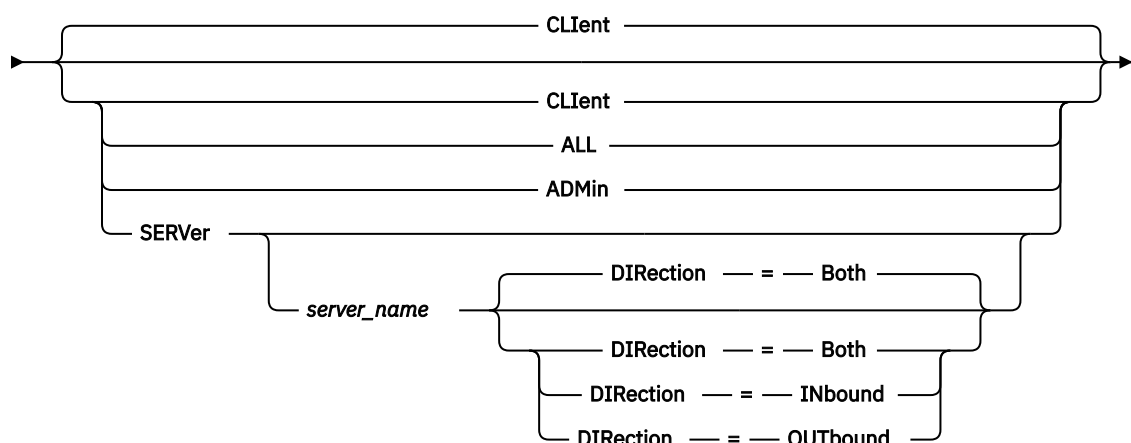 CLIent
CLIent
ALL
ADMin
SERVer
DIRection = Both
server_name
DIRection = Both
DIRection = INbound
DIRection = OUTbound